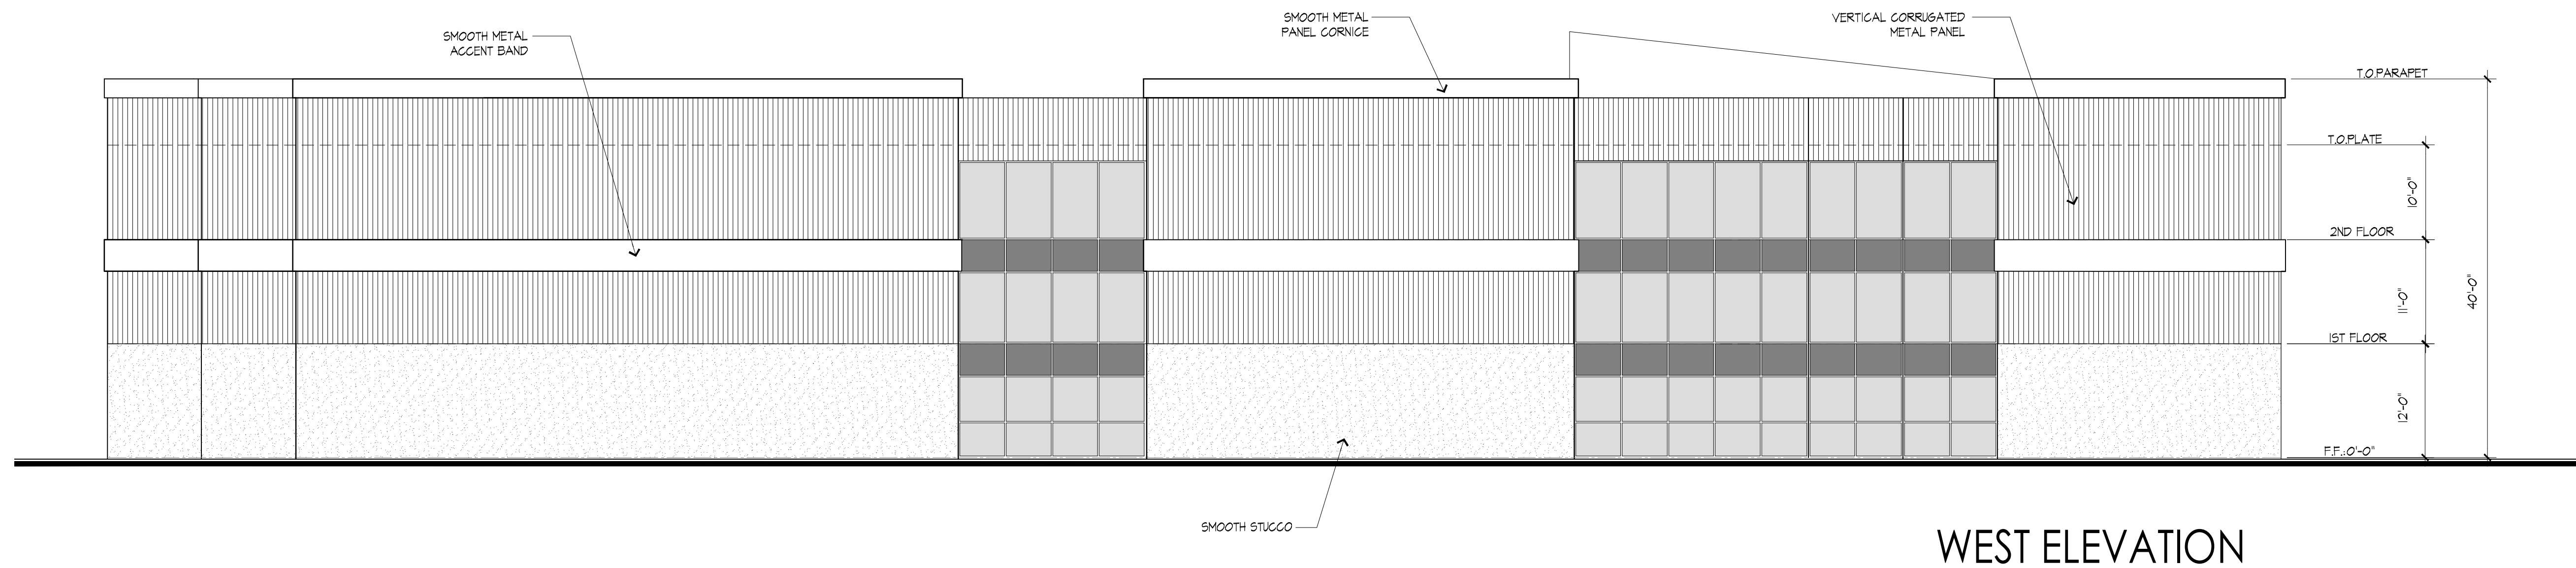 SMOOTH METAL
ACCENT BAND
SMOOTH METAL
PANEL CORNICE
VERTICAL CORRUGATED
METAL PANEL
T.O.PARAPET
T.O.PLATE
10'-0"
2ND FLOOR
11'-0"
40'-0"
1ST FLOOR
12'-0"
F.F.:0'-0"
SMOOTH STUCCO
WEST ELEVATION